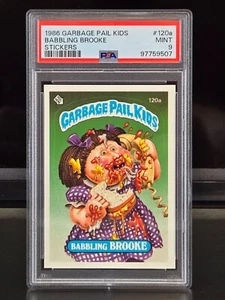 1986 GARBAGE PAIL KIDS #120a
BABBLING BROOKE MINT
STICKERS 9
PSA 97759507
120a
GARBAGE PAIL KIDS
BABBLING BROOKE